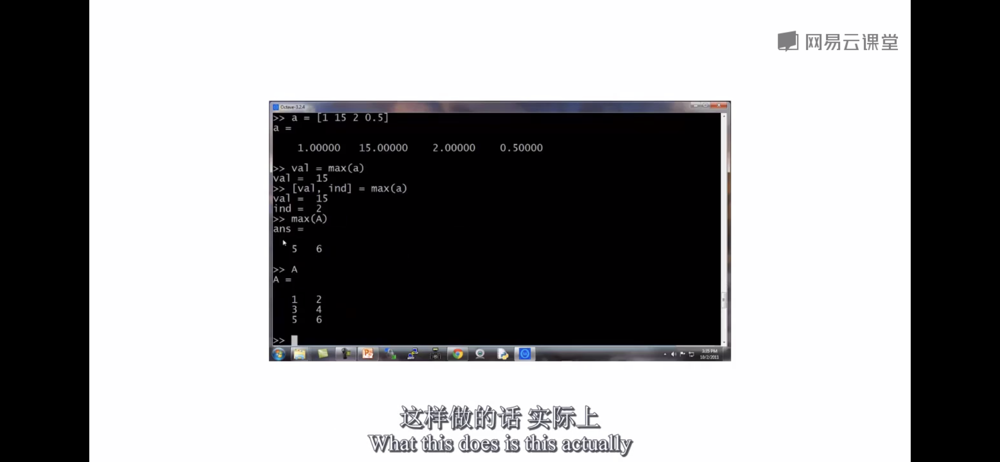 网易云课堂
Octave-3.2.4
>> a = [1 15 2 0.5]
a =
1.00000 15.00000 2.00000 0.50000
>> val = max(a)
val = 15
>> [val, ind] = max(a)
val = 15
ind = 2
>> max(A)
ans =
5 6
>> A
A =
1 2
3 4
5 6
>>
3:35 PM
10/2/2011
这样做的话 实际上
What this does is this actually